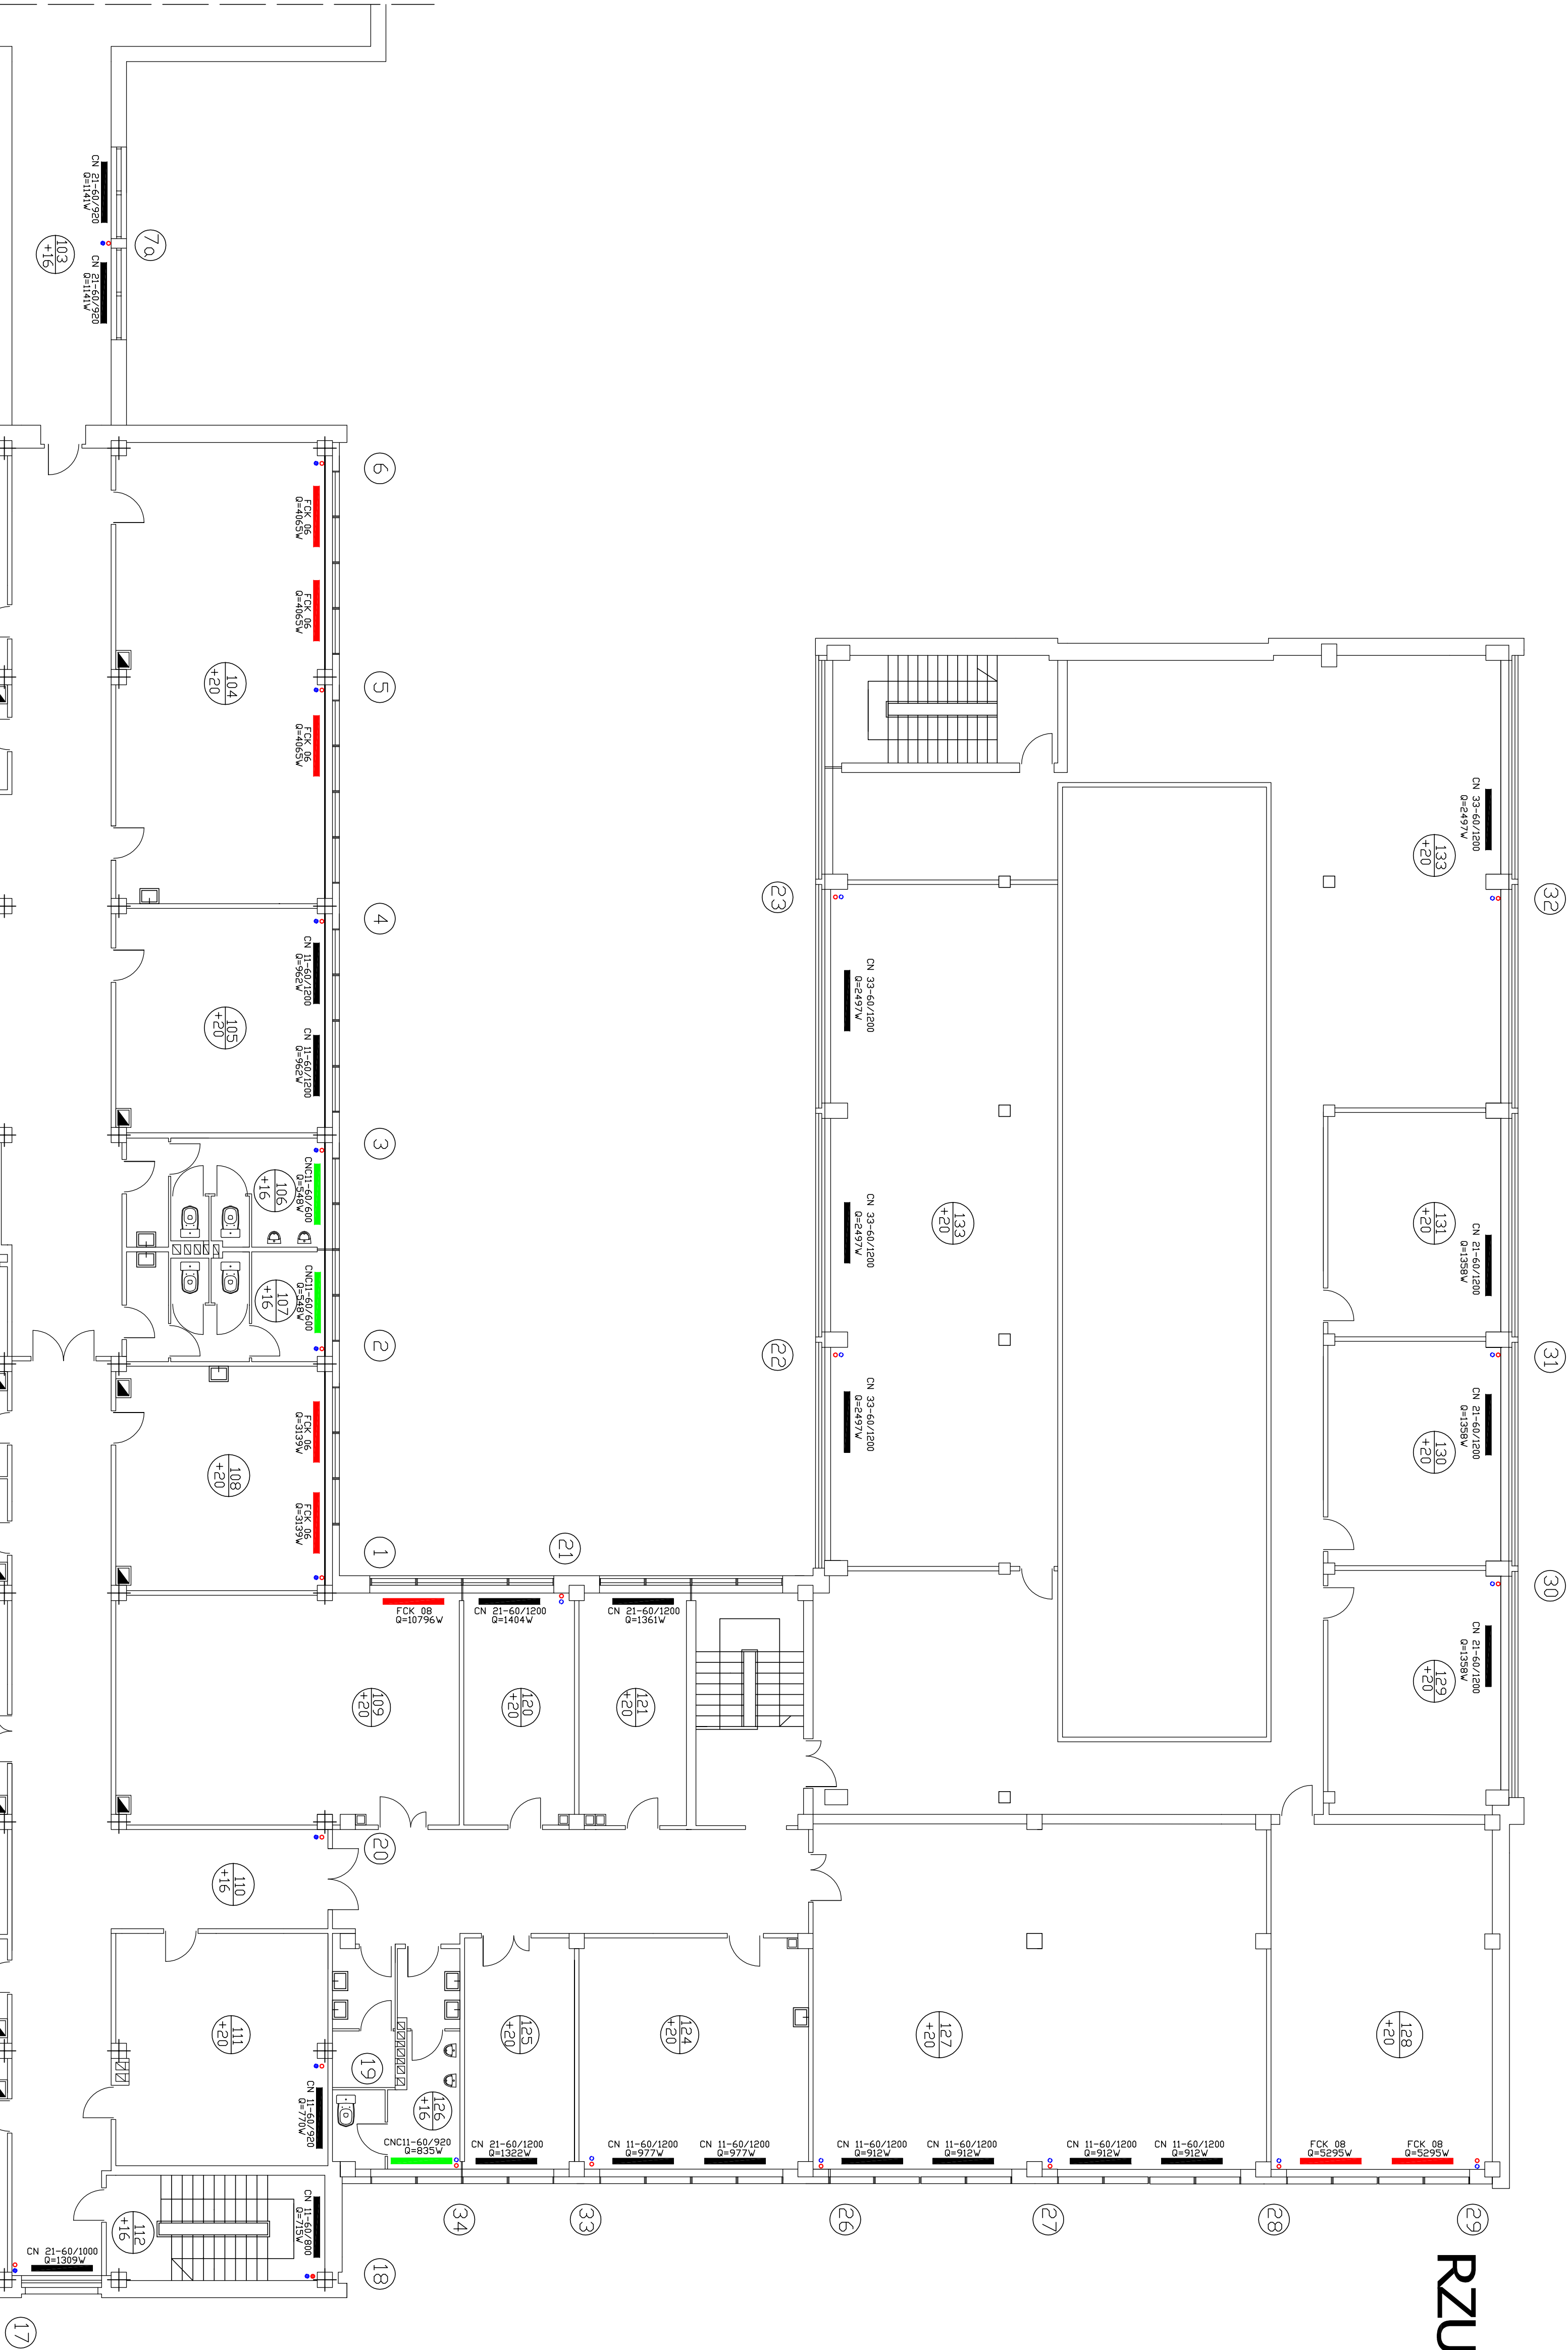 CN 21-60/920
Q=1141W
103
+16
CN 21-60/920
Q=1141W
7a
6
FCK 06
Q=4065W
FCK 06
Q=4065W
104
+20
5
FCK 06
Q=4065W
4
CN 11-60/1200
Q=962W
105
+20
CN 11-60/1200
Q=962W
3
CNC11-60/600
Q=548W
106
+16
CNC11-60/600
Q=548W
107
+16
2
FCK 06
Q=3139W
108
+20
FCK 06
Q=3139W
1
21
FCK 08
Q=10796W
CN 21-60/1200
Q=1404W
CN 21-60/1200
Q=1361W
109
+20
120
+20
121
+20
20
110
+16
111
+20
19
126
+16
125
+20
124
+20
127
+20
128
+20
CN 11-60/920
Q=770W
CNC11-60/920
Q=835W
CN 21-60/1200
Q=1322W
CN 11-60/1200
Q=977W
CN 11-60/1200
Q=977W
CN 11-60/1200
Q=912W
CN 11-60/1200
Q=912W
CN 11-60/1200
Q=912W
CN 11-60/1200
Q=912W
FCK 08
Q=5295W
FCK 08
Q=5295W
CN 11-60/800
Q=715W
112
+16
CN 21-60/1000
Q=1309W
18
17
34
33
26
27
28
29
CN 33-60/1200
Q=2497W
133
+20
32
23
CN 33-60/1200
Q=2497W
CN 33-60/1200
Q=2497W
133
+20
131
+20
CN 21-60/1200
Q=1358W
22
CN 33-60/1200
Q=2497W
31
130
+20
CN 21-60/1200
Q=1358W
30
129
+20
CN 21-60/1200
Q=1358W
RZU